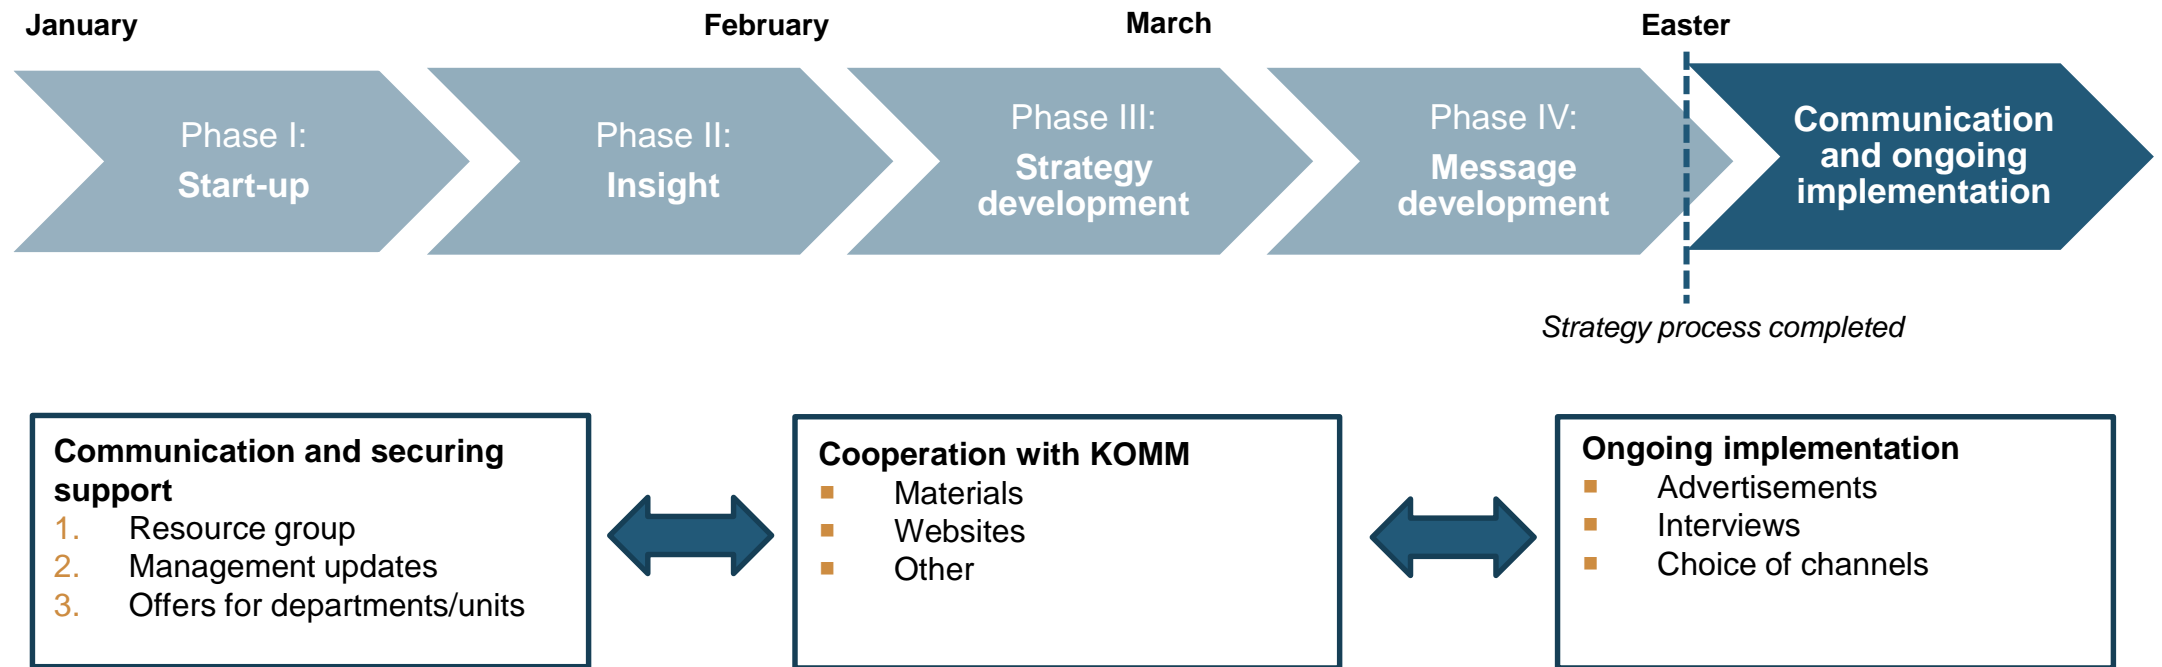 January
February
March
Easter
Phase I:
Start-up
Phase II:
Insight
Phase III:
Strategy
development
Phase IV:
Message
development
Communication
and ongoing
implementation
Strategy process completed
Communication and securing
support
1. Resource group
2. Management updates
3. Offers for departments/units
Cooperation with KOMM
▪ Materials
▪ Websites
▪ Other
Ongoing implementation
▪ Advertisements
▪ Interviews
▪ Choice of channels